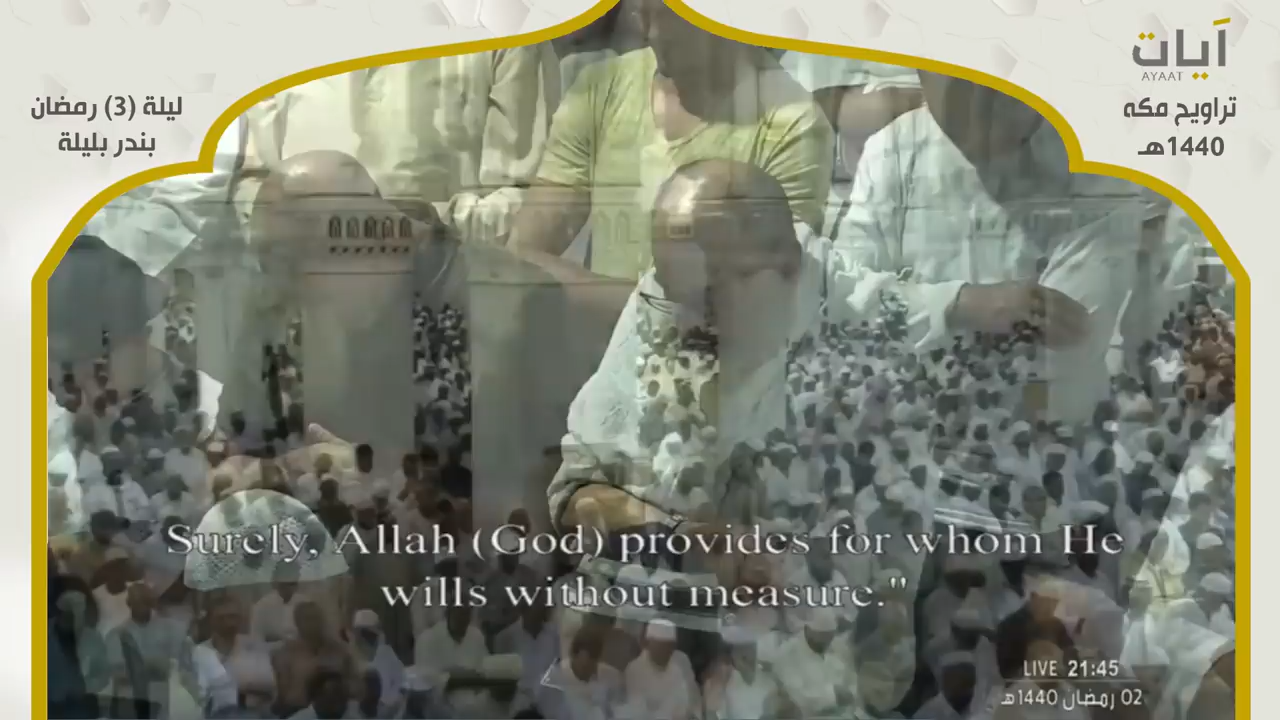 آيات
AYAAT
تراويح مكه
1440هـ
ليلة (3) رمضان
بندر بليلة
Surely, Allah (God) provides for whom He
wills without measure."
LIVE 21:45
02 رمضان 1440هـ